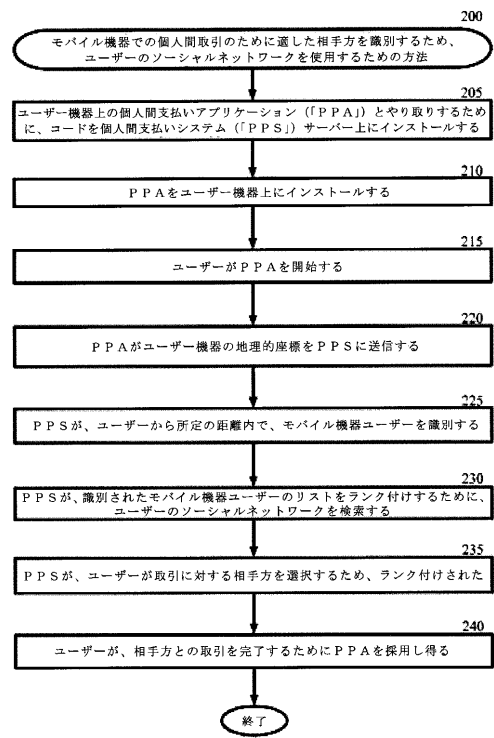 200
モバイル機器での個人間取引のために適した相手方を識別するため、
ユーザーのソーシャルネットワークを使用するための方法
205
ユーザー機器上の個人間支払いアプリケーション（「PPA」）とやり取りするため
に、コードを個人間支払いシステム（「PPS」）サーバー上にインストールする
210
PPAをユーザー機器上にインストールする
215
ユーザーがPPAを開始する
220
PPAがユーザー機器の地理的座標をPPSに送信する
225
PPSが、ユーザーから所定の距離内で、モバイル機器ユーザーを識別する
230
PPSが、識別されたモバイル機器ユーザーのリストをランク付けするために、
ユーザーのソーシャルネットワークを検索する
235
PPSが、ユーザーが取引に対する相手方を選択するため、ランク付けされた
240
ユーザーが、相手方との取引を完了するためにPPAを採用し得る
終了